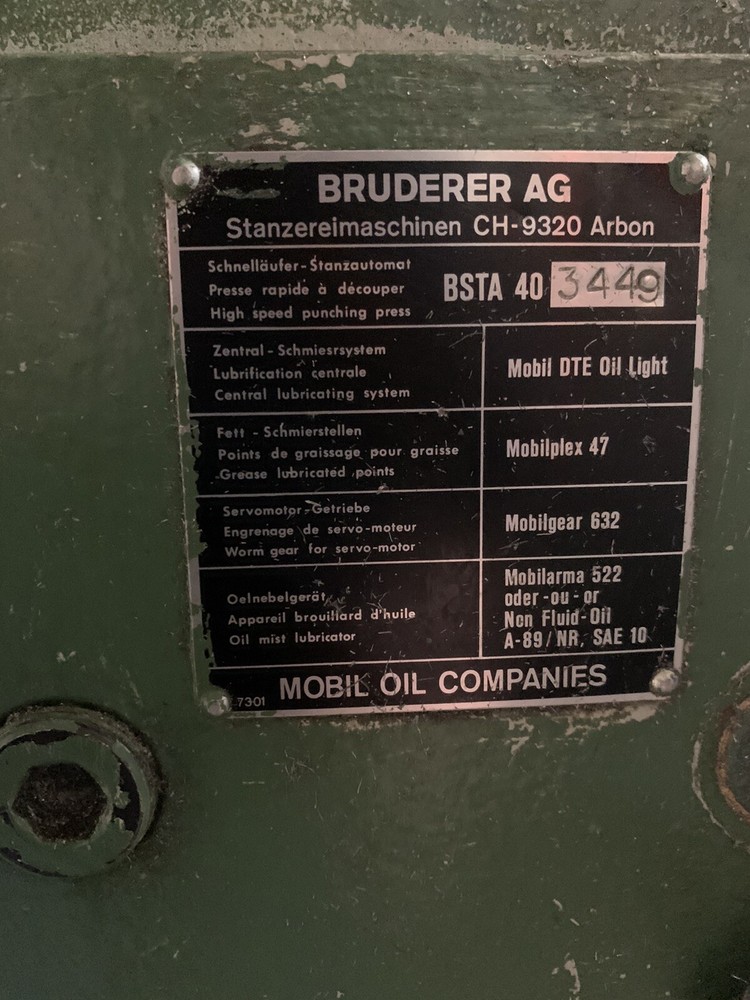 BRUDERER AG
Stanzereimaschinen CH-9320 Arbon
Schnelläufer-Stanzautomat
Presse rapide à découper
High speed punching press
BSTA 40 3449
Zentral-Schmiersystem
Lubrification centrale
Central lubricating system
Mobil DTE Oil Light
Fett-Schmierstellen
Points de graissage pour graisse
Grease lubricated points
Mobilplex 47
Servomotor-Getriebe
Engrenage de servo-moteur
Worm gear for servo-motor
Mobilgear 632
Oelnebelgerät
Appareil brouillard d'huile
Oil mist lubricator
Mobilarma 522
oder-ou-or
Non Fluid-Oil
A-89/NR, SAE 10
MOBIL OIL COMPANIES
7301